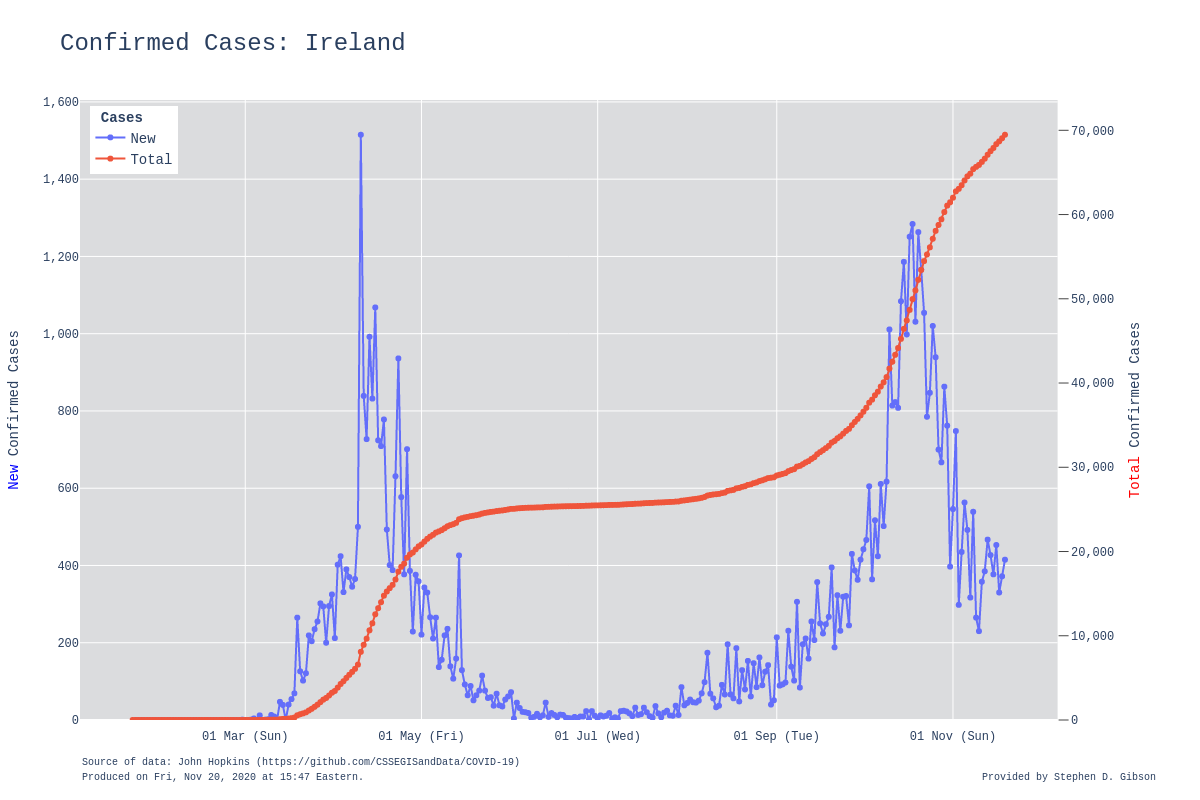 Confirmed Cases: Ireland
Cases
New
Total
1,600
1,400
1,200
1,000
800
600
400
200
0
New Confirmed Cases
70,000
60,000
50,000
40,000
30,000
20,000
10,000
0
Total Confirmed Cases
01 Mar (Sun)
01 May (Fri)
01 Jul (Wed)
01 Sep (Tue)
01 Nov (Sun)
Source of data: John Hopkins (https://github.com/CSSEGISandData/COVID-19)
Produced on Fri, Nov 20, 2020 at 15:47 Eastern.
Provided by Stephen D. Gibson